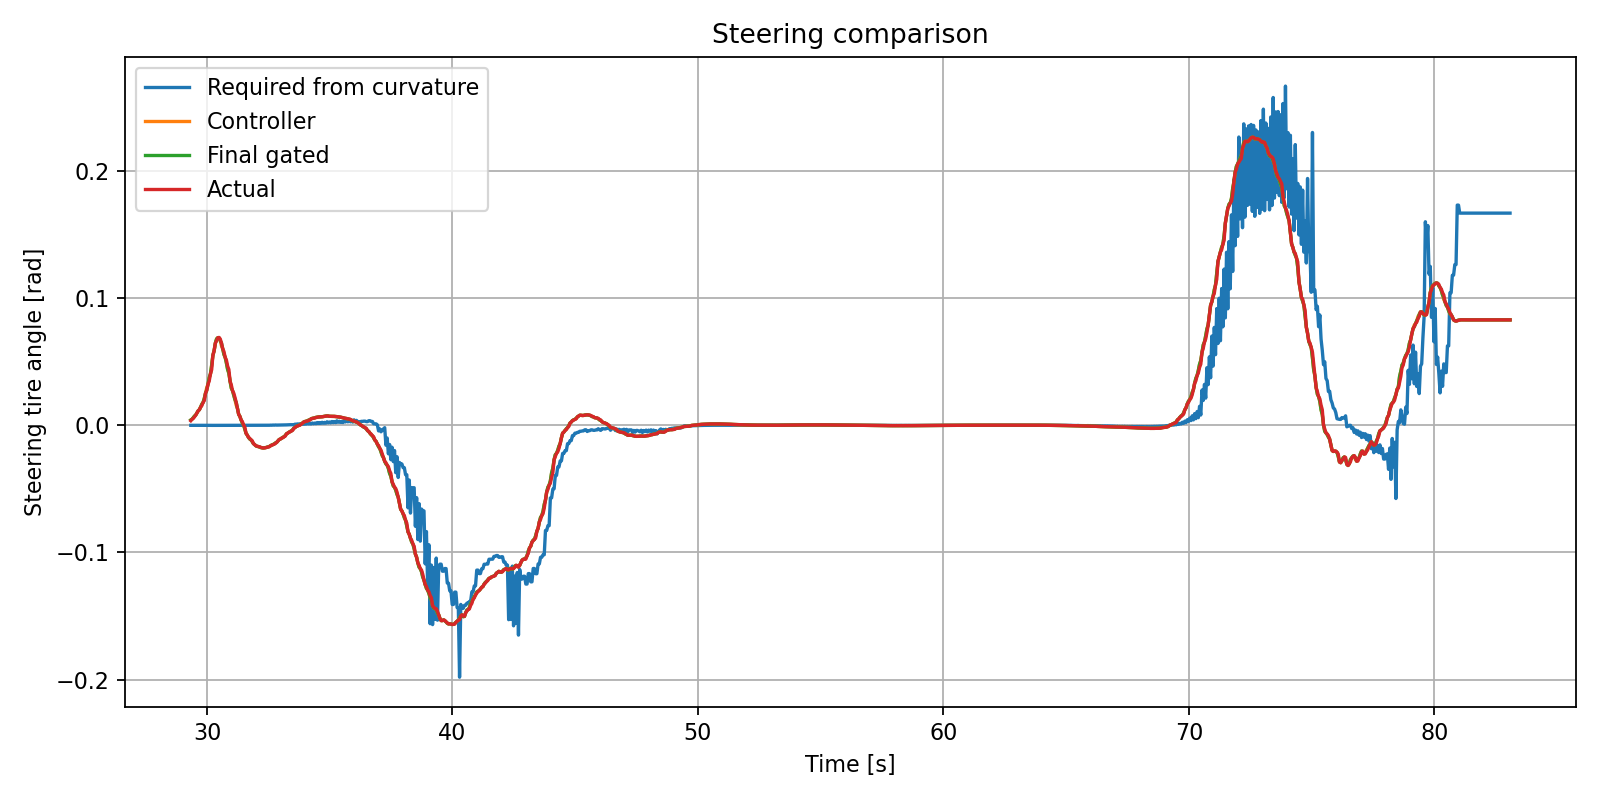 Steering comparison
Required from curvature
Controller
Final gated
Actual
Steering tire angle [rad]
0.2
0.1
0.0
−0.1
−0.2
30 40 50 60 70 80
Time [s]